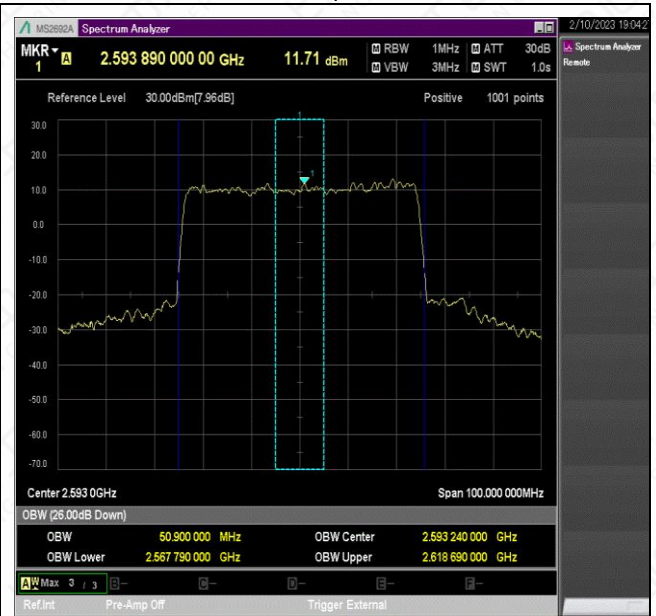 MS2692A Spectrum Analyzer
2/10/2023 19:04:2
MKR 1 A 2.593 890 000 00 GHz 11.71 dBm M RBW 1MHz M ATT 30dB
M VBW 3MHz M SWT 1.0s
Spectrum Analyzer
Remote
Reference Level 30.00dBm[7.96dB] Positive 1001 points
1
30.0
20.0
1
10.0
0.0
-10.0
-20.0
-30.0
-40.0
-50.0
-60.0
-70.0
Center 2.593 0GHz Span 100.000 000MHz
OBW (26.00dB Down)
OBW 50.900 000 MHz OBW Center 2.593 240 000 GHz
OBW Lower 2.567 790 000 GHz OBW Upper 2.618 690 000 GHz
A W Max 3 / 3 B- C- D- E- F-
Ref.Int Pre-Amp Off Trigger External